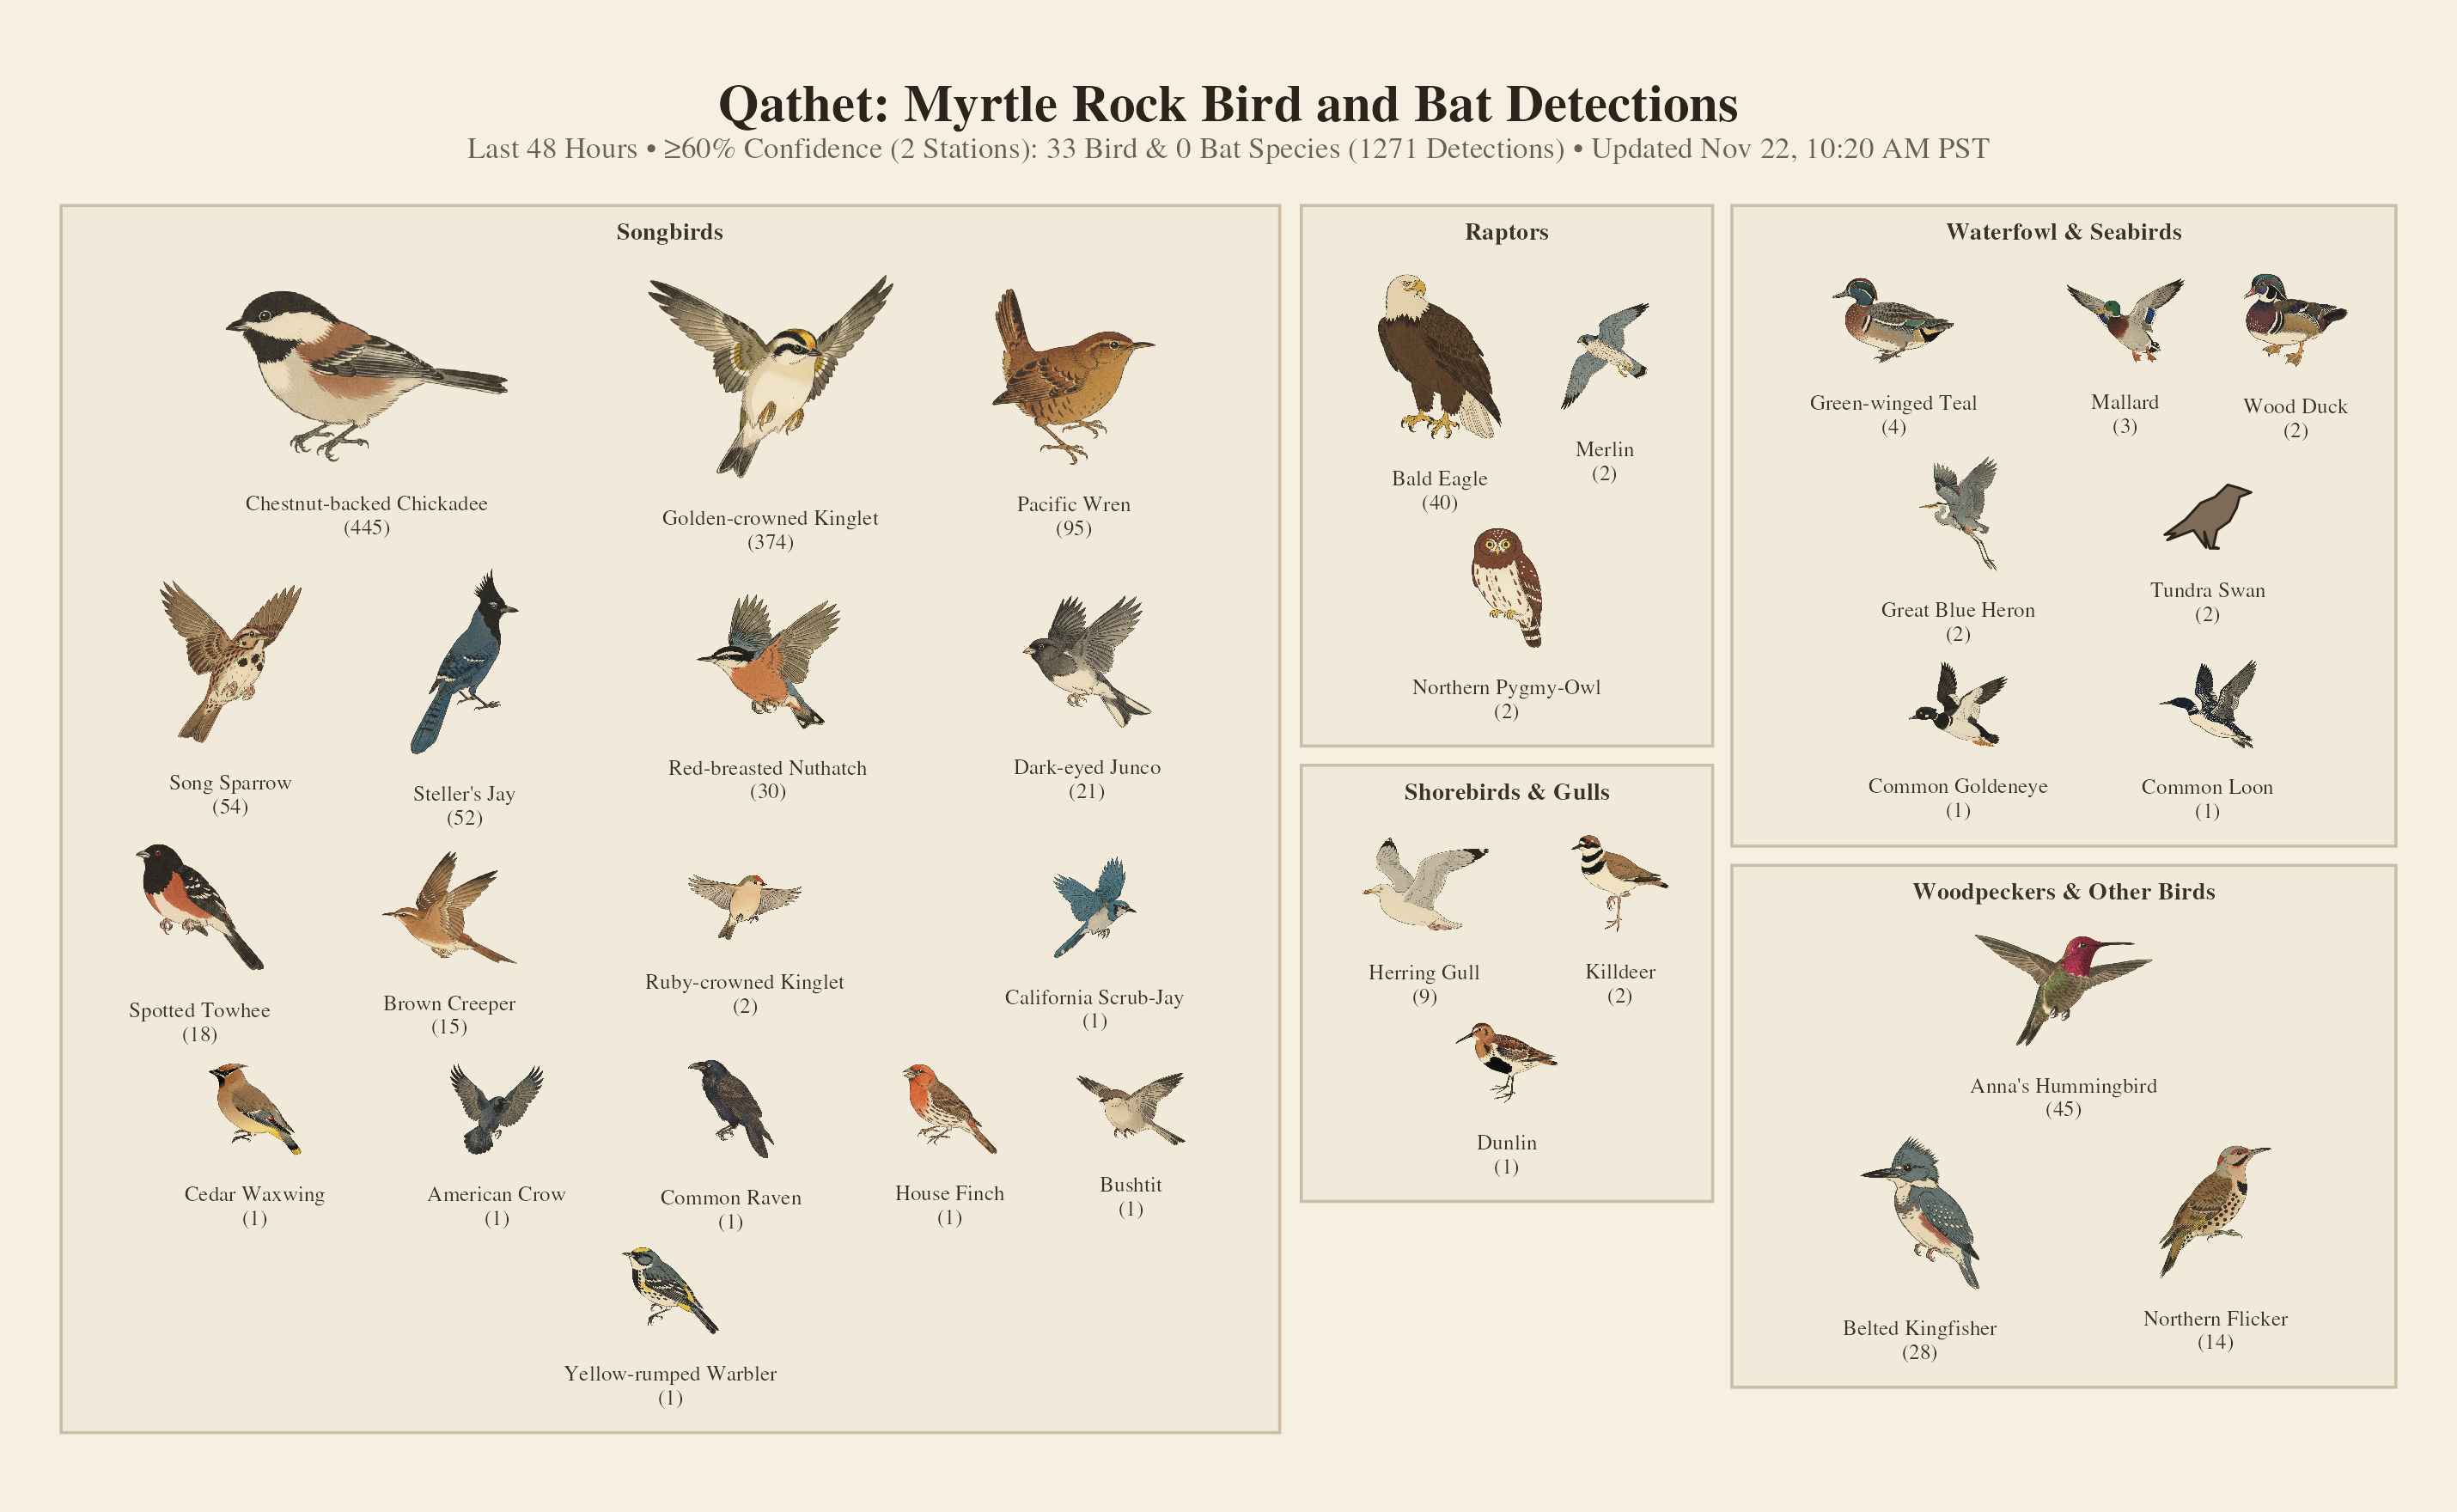 Qathet: Myrtle Rock Bird and Bat Detections
Last 48 Hours • ≥60% Confidence (2 Stations): 33 Bird & 0 Bat Species (1271 Detections) • Updated Nov 22, 10:20 AM PST
Songbirds
Chestnut-backed Chickadee
(445)
Golden-crowned Kinglet
(374)
Pacific Wren
(95)
Song Sparrow
(54)
Steller's Jay
(52)
Red-breasted Nuthatch
(30)
Dark-eyed Junco
(21)
Spotted Towhee
(18)
Brown Creeper
(15)
Ruby-crowned Kinglet
(2)
California Scrub-Jay
(1)
Cedar Waxwing
(1)
American Crow
(1)
Common Raven
(1)
House Finch
(1)
Bushtit
(1)
Yellow-rumped Warbler
(1)
Raptors
Bald Eagle
(40)
Merlin
(2)
Northern Pygmy-Owl
(2)
Shorebirds & Gulls
Herring Gull
(9)
Killdeer
(2)
Dunlin
(1)
Waterfowl & Seabirds
Green-winged Teal
(4)
Mallard
(3)
Wood Duck
(2)
Great Blue Heron
(2)
Tundra Swan
(2)
Common Goldeneye
(1)
Common Loon
(1)
Woodpeckers & Other Birds
Anna's Hummingbird
(45)
Belted Kingfisher
(28)
Northern Flicker
(14)